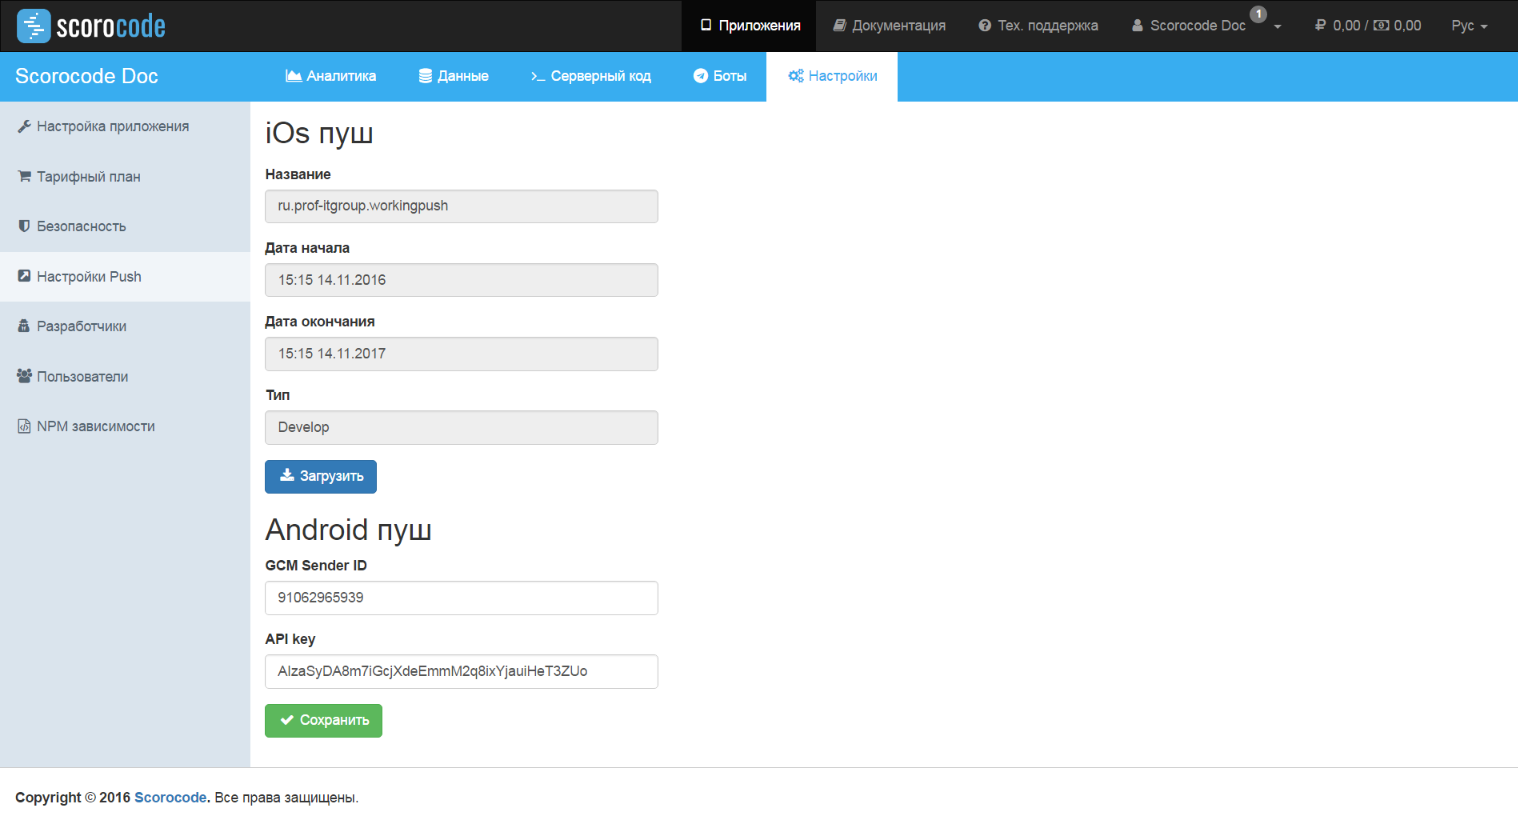 scorocode Приложения Документация Тех. поддержка Scorocode Doc 1 0,00 / 0,00 Рус
Scorocode Doc Аналитика Данные Серверный код Боты Настройки
Настройка приложения
Тарифный план
Безопасность
Настройки Push
Разработчики
Пользователи
NPM зависимости
iOs пуш
Название
ru.prof-itgroup.workingpush
Дата начала
15:15 14.11.2016
Дата окончания
15:15 14.11.2017
Тип
Develop
Загрузить
Android пуш
GCM Sender ID
91062965939
API key
AIzaSyDA8m7iGcjXdeEmmM2q8ixYjauiHeT3ZUo
Сохранить
Copyright © 2016 Scorocode. Все права защищены.